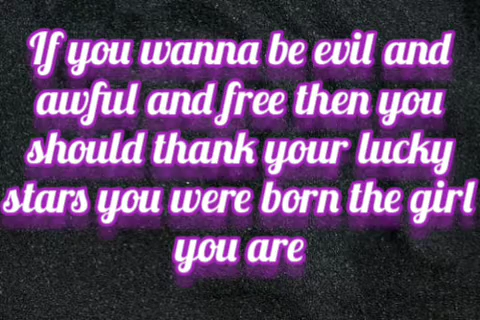 If you wanna be evil and
awful and free then you
should thank your lucky
stars you were born the girl
you are